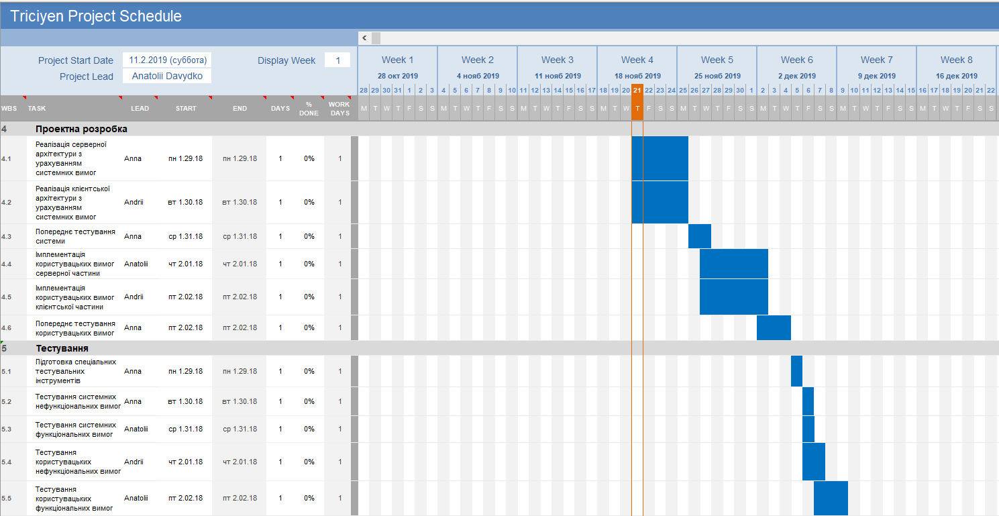 Triciyen Project Schedule
Project Start Date 11.2.2019 (суббота) Display Week 1
Project Lead Anatolii Davydko
Week 1 Week 2 Week 3 Week 4 Week 5 Week 6 Week 7 Week 8
28 окт 2019 4 нояб 2019 11 нояб 2019 18 нояб 2019 25 нояб 2019 2 дек 2019 9 дек 2019 16 дек 2019
28 29 30 31 1 2 3 4 5 6 7 8 9 10 11 12 13 14 15 16 17 18 19 20 21 22 23 24 25 26 27 28 29 30 1 2 3 4 5 6 7 8 9 10 11 12 13 14 15 16 17 18 19 20 21 22
WBS TASK LEAD START END DAYS % DONE WORK DAYS M T W T F S S M T W T F S S M T W T F S S M T W T F S S M T W T F S S M T W T F S S M T W T F S S M T W T F S S
4 Проектна розробка
Реалізація серверної
архітектури з
4.1 Anna пн 1.29.18 пн 1.29.18 1 0% 1
урахуванням
системних вимог
Реалізація клієнтської
архітектури з
4.2 Andrii вт 1.30.18 вт 1.30.18 1 0% 1
урахуванням
системних вимог
Попереднє тестування
4.3 Anna ср 1.31.18 ср 1.31.18 1 0% 1
системи
Імплементація
4.4 користувацьких вимог Anatolii чт 2.01.18 чт 2.01.18 1 0% 1
серверної частини
Імплементація
4.5 користувацьких вимог Andrii пт 2.02.18 пт 2.02.18 1 0% 1
клієнтської частини
Попереднє тестування
4.6 Anna пт 2.02.18 пт 2.02.18 1 0% 1
користувацьких вимог
5 Тестування
Підготовка спеціальних
5.1 тестувальних Anna пн 1.29.18 пн 1.29.18 1 0% 1
інструментів
Тестування системних
5.2 Anna вт 1.30.18 вт 1.30.18 1 0% 1
нефункціональних вимог
Тестування системних
5.3 Anatolii ср 1.31.18 ср 1.31.18 1 0% 1
функціональних вимог
Тестування
5.4 користувацьких Andrii чт 2.01.18 чт 2.01.18 1 0% 1
нефункціональних вимог
Тестування
5.5 користувацьких Anatolii пт 2.02.18 пт 2.02.18 1 0% 1
функціональних вимог